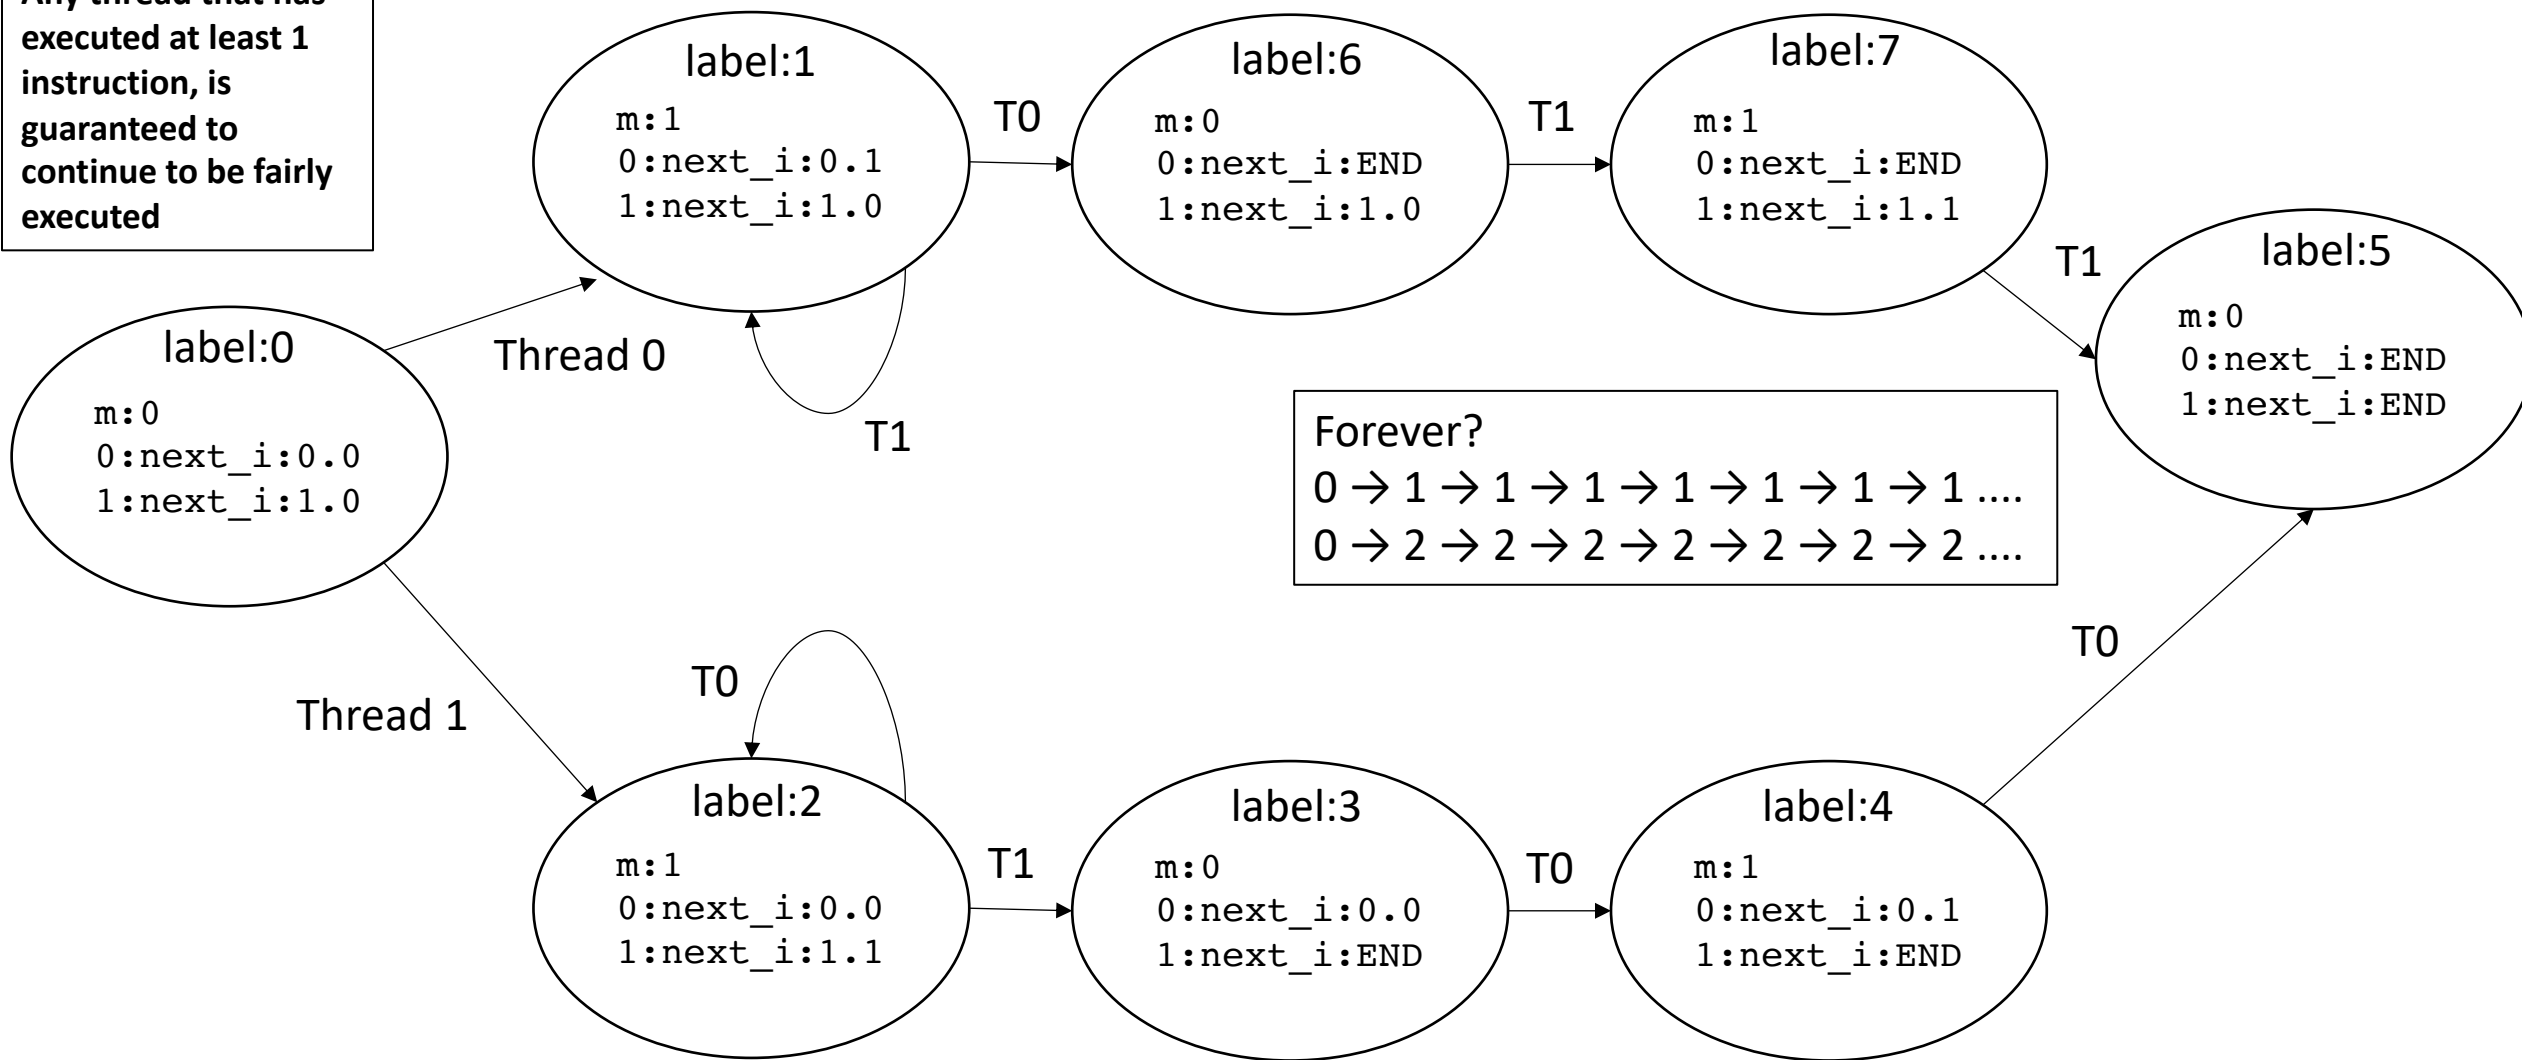 Any thread that has
executed at least 1
instruction, is
guaranteed to
continue to be fairly
executed
label:0
m:0
0:next_i:0.0
1:next_i:1.0
Thread 0
Thread 1
label:1
m:1
0:next_i:0.1
1:next_i:1.0
T1
T0
label:6
m:0
0:next_i:END
1:next_i:1.0
T1
label:7
m:1
0:next_i:END
1:next_i:1.1
T1
label:5
m:0
0:next_i:END
1:next_i:END
Forever?
0 → 1 → 1 → 1 → 1 → 1 → 1 → 1 ....
0 → 2 → 2 → 2 → 2 → 2 → 2 → 2 ....
T0
label:2
m:1
0:next_i:0.0
1:next_i:1.1
T1
label:3
m:0
0:next_i:0.0
1:next_i:END
T0
label:4
m:1
0:next_i:0.1
1:next_i:END
T0